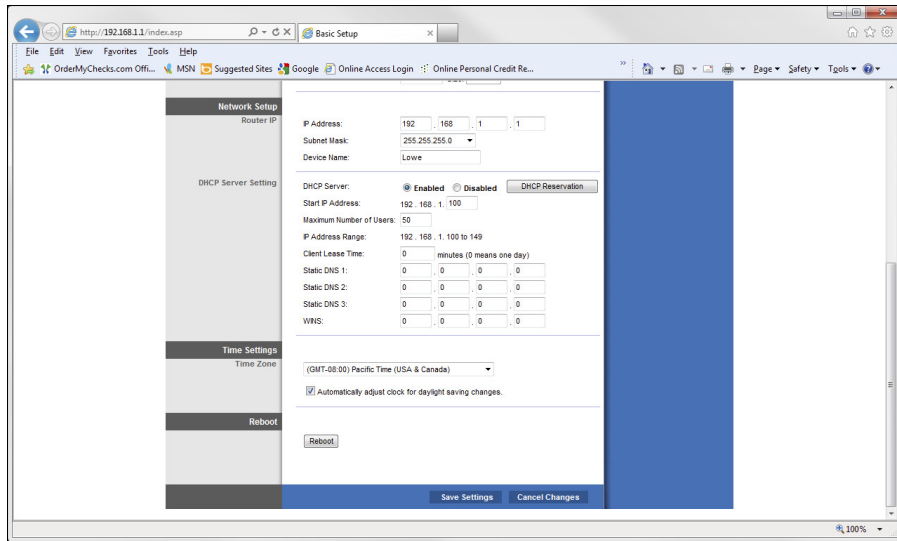 http://192.168.1.1/index.asp
Basic Setup
File Edit View Favorites Tools Help
OrderMyChecks.com Offi... MSN Suggested Sites Google Online Access Login Online Personal Credit Re... » Page Safety Tools
Network Setup
Router IP
IP Address: 192 . 168 . 1 . 1
Subnet Mask: 255.255.255.0
Device Name: Lowe
DHCP Server Setting
DHCP Server: Enabled Disabled DHCP Reservation
Start IP Address: 192 . 168 . 1. 100
Maximum Number of Users: 50
IP Address Range: 192 . 168 . 1. 100 to 149
Client Lease Time: 0 minutes (0 means one day)
Static DNS 1: 0 . 0 . 0 . 0
Static DNS 2: 0 . 0 . 0 . 0
Static DNS 3: 0 . 0 . 0 . 0
WINS: 0 . 0 . 0 . 0
Time Settings
Time Zone
(GMT-08:00) Pacific Time (USA & Canada)
Automatically adjust clock for daylight saving changes.
Reboot
Reboot
Save Settings Cancel Changes
100%